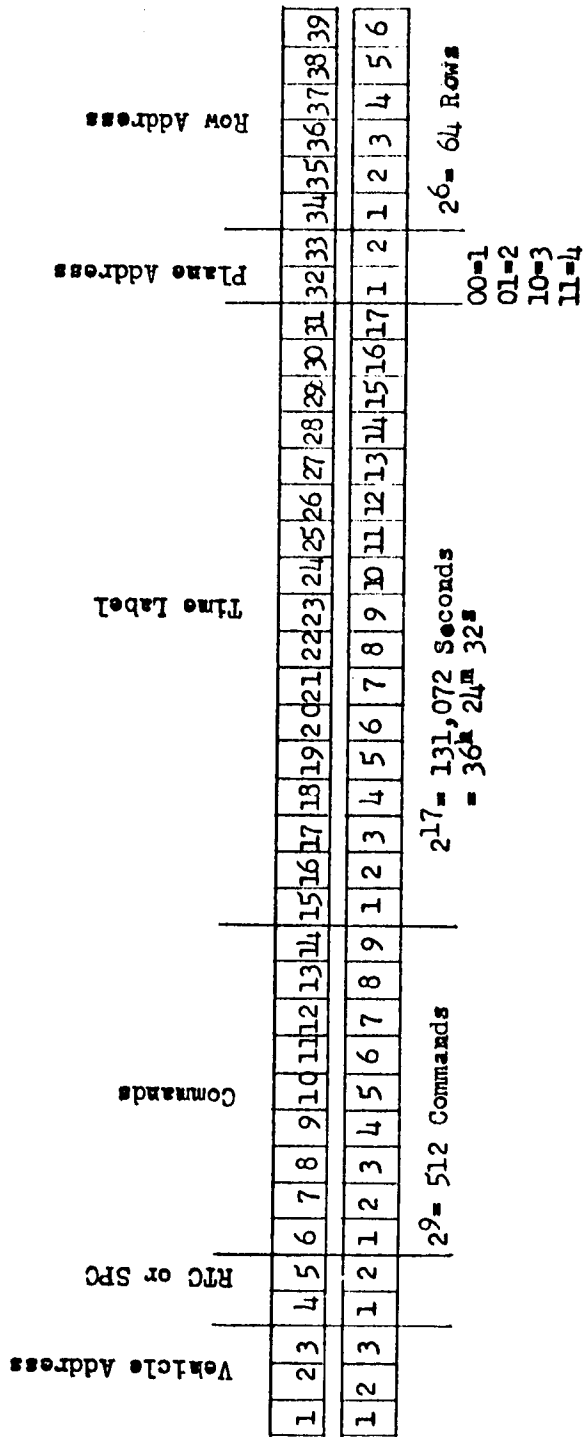 Vehicle Address RTC or SPC Commands Time Label Plane Address Row Address
1 2 3 4 5 6 7 8 9 10 11 12 13 14 15 16 17 18 19 20 21 22 23 24 25 26 27 28 29 30 31 32 33 34 35 36 37 38 39
1 2 3 1 2 1 2 3 4 5 6 7 8 9 1 2 3 4 5 6 7 8 9 10 11 12 13 14 15 16 17 1 2 1 2 3 4 5 6
2⁹= 512 Commands
2¹⁷= 131,072 Seconds
= 36ʰ 24ᵐ 32ˢ
00=1
01=2
10=3
11=4
2⁶= 64 Rows